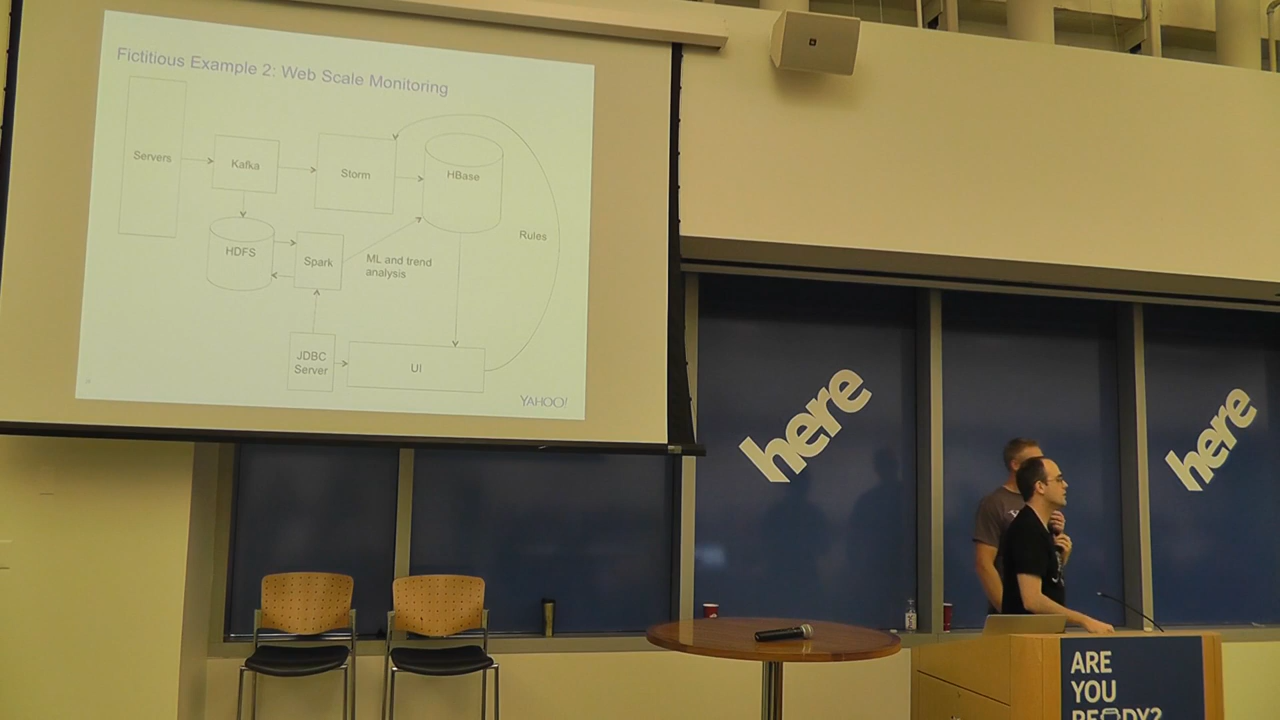 Fictitious Example 2: Web Scale Monitoring
Servers
Kafka
Storm
HBase
Rules
HDFS
Spark
ML and trend
analysis
JDBC
Server
UI
YAHOO!
here
here
ARE
YOU
READY?